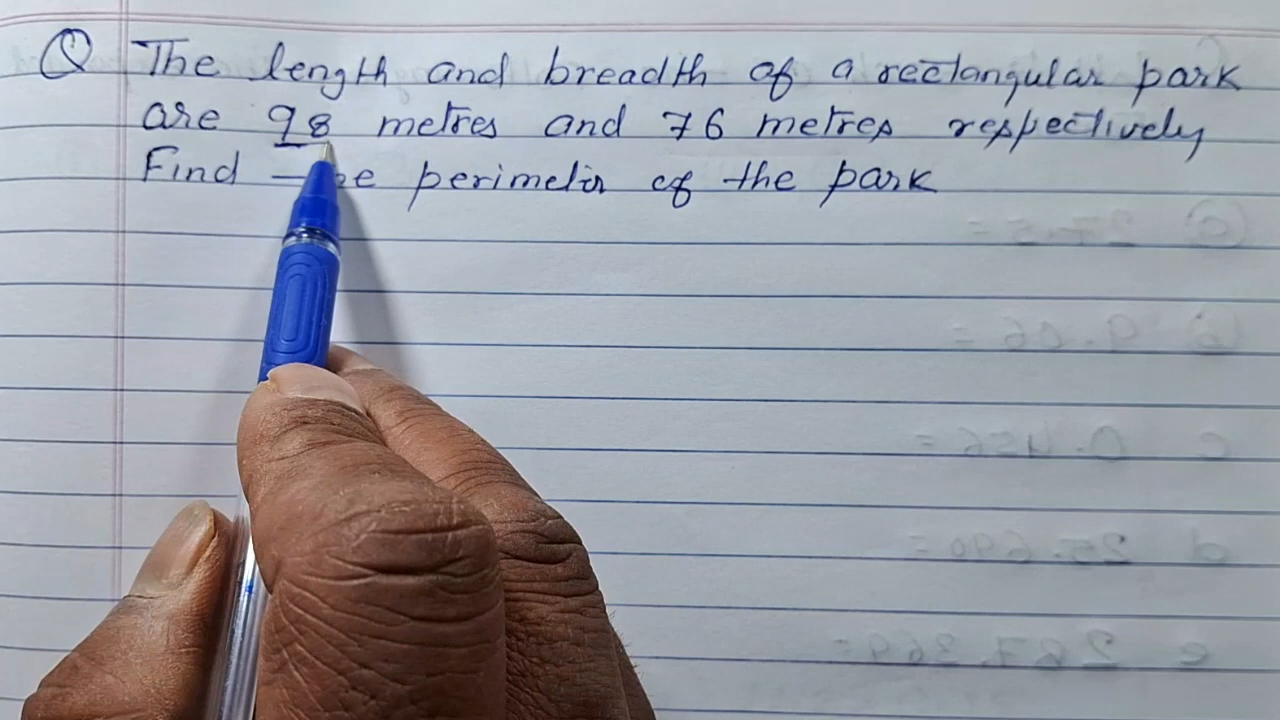 Q The length and breadth of a rectangular park
are 98 metres and 76 metres respectively
Find the perimeter of the park